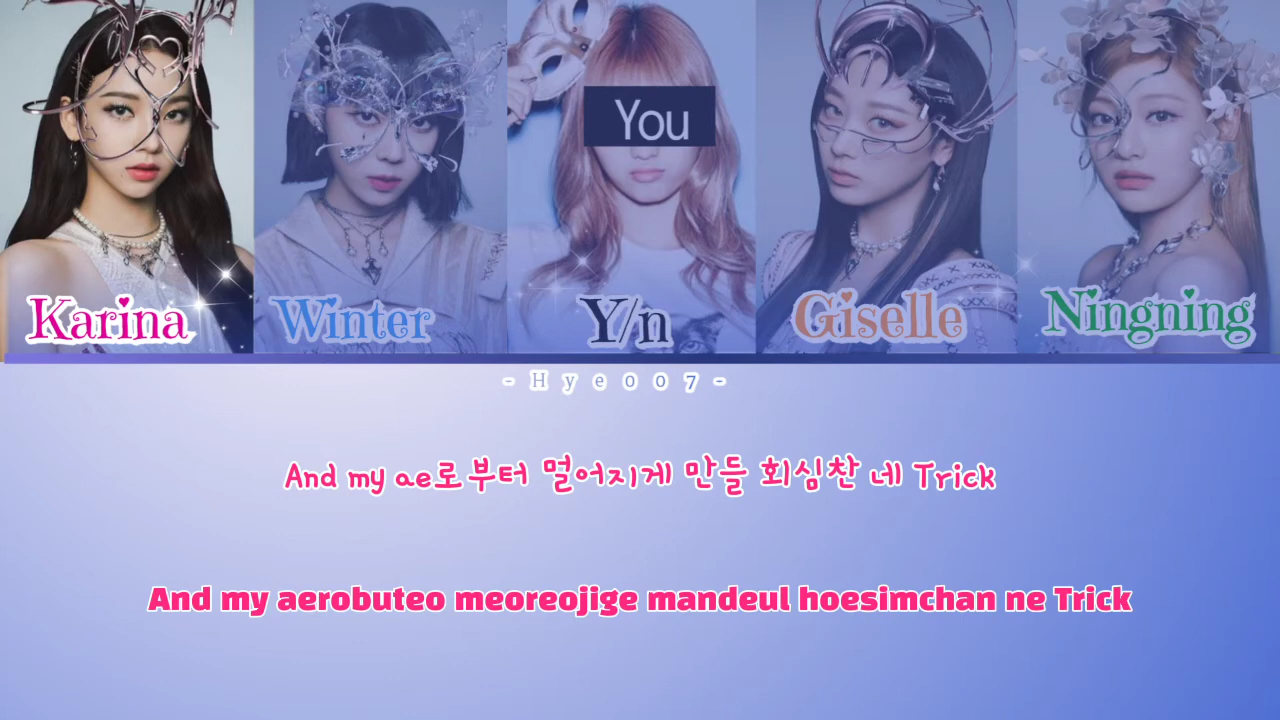 You
Karina Winter Y/n Giselle Ningning
- H y e 0 0 7 -
And my ae로부터 멀어지게 만들 회심찬 네 Trick
And my aerobuteo meoreojige mandeul hoesimchan ne Trick